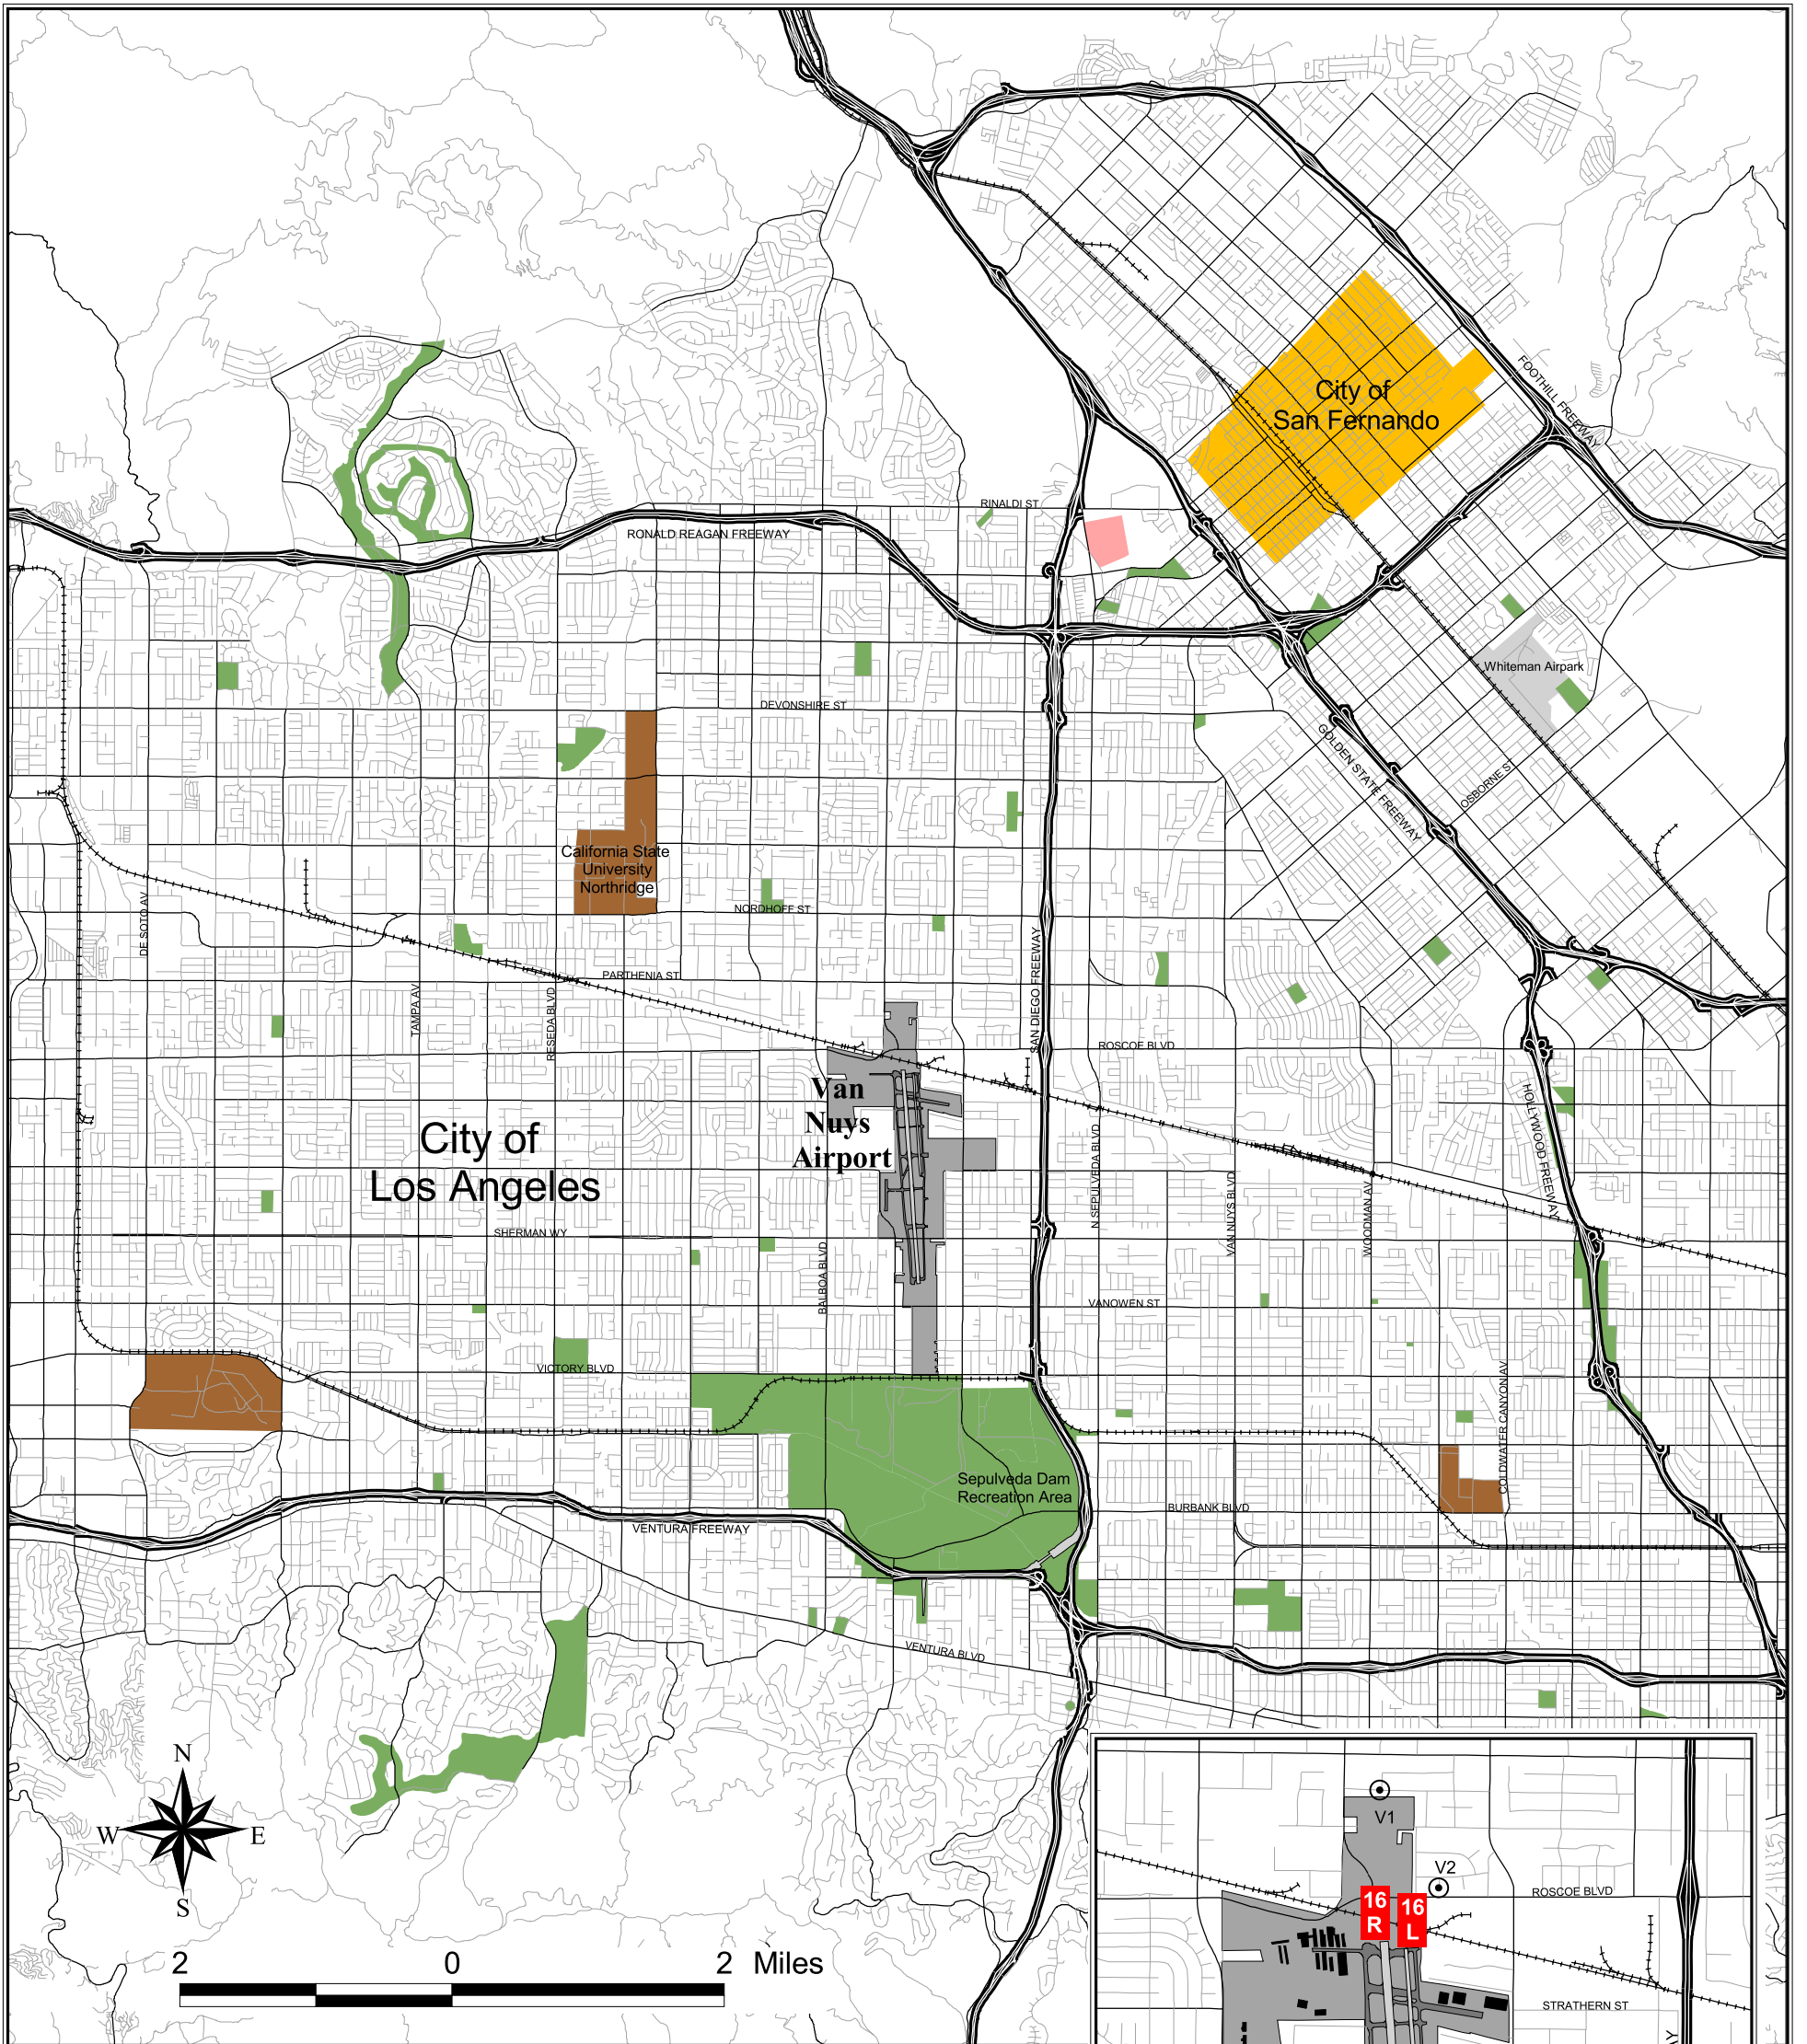 City of
San Fernando
FOOTHILL FREEWAY
RINALDI ST
RONALD REAGAN FREEWAY
Whiteman Airpark
DEVONSHIRE ST
GOLDEN STATE FREEWAY
OSBORNE ST
California State
University
Northridge
NORDHOFF ST
DE SOTO AV
SAN DIEGO FREEWAY
PARTHENIA ST
TAMPA AV
RESEDA BLVD
ROSCOE BLVD
Van
Nuys
Airport
HOLLYWOOD FREEWAY
City of
Los Angeles
N SEPULVEDA BLVD
VAN NUYS BLVD
WOODMAN AV
SHERMAN WY
BALBOA BLVD
VANOWEN ST
VICTORY BLVD
COLDWATER CANYON AV
Sepulveda Dam
Recreation Area
BURBANK BLVD
VENTURA FREEWAY
VENTURA BLVD
N
W E
S
2 0 2 Miles
V1
V2
ROSCOE BLVD
16
R
16
L
STRATHERN ST
Y